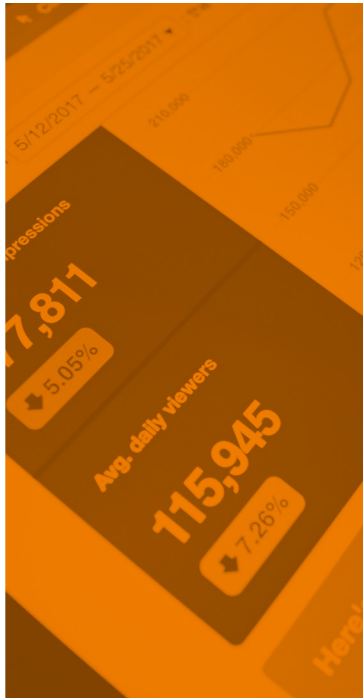 5/12/2017 – 5/25/2017
210,000
180,000
150,000
pressions
7,811
5.05%
Avg. daily viewers
115,945
7.26%
Here's